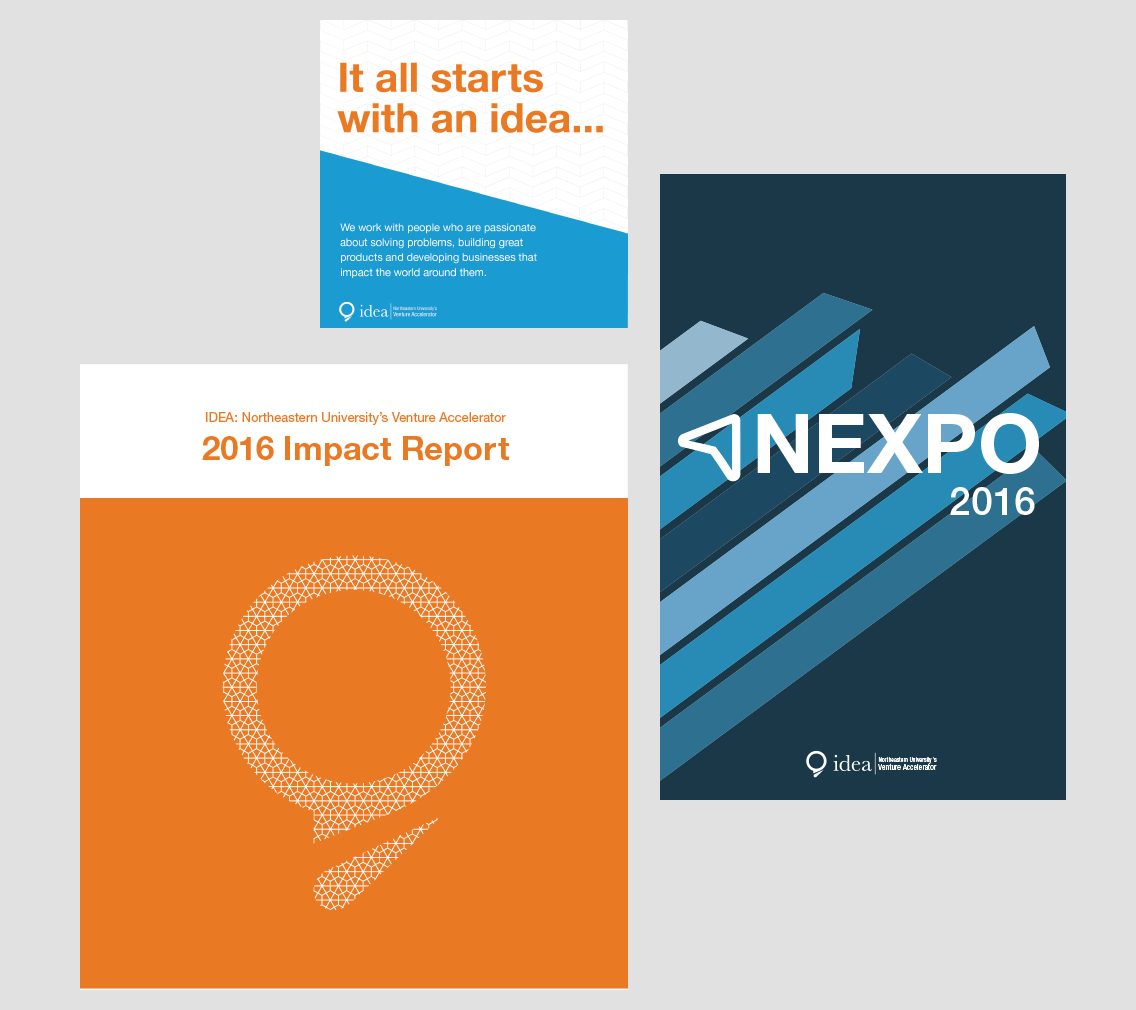 It all starts
with an idea...
We work with people who are passionate
about solving problems, building great
products and developing businesses that
impact the world around them.
idea
Northeastern University's
Venture Accelerator
IDEA: Northeastern University's Venture Accelerator
2016 Impact Report
NEXPO
2016
idea
Northeastern University's
Venture Accelerator